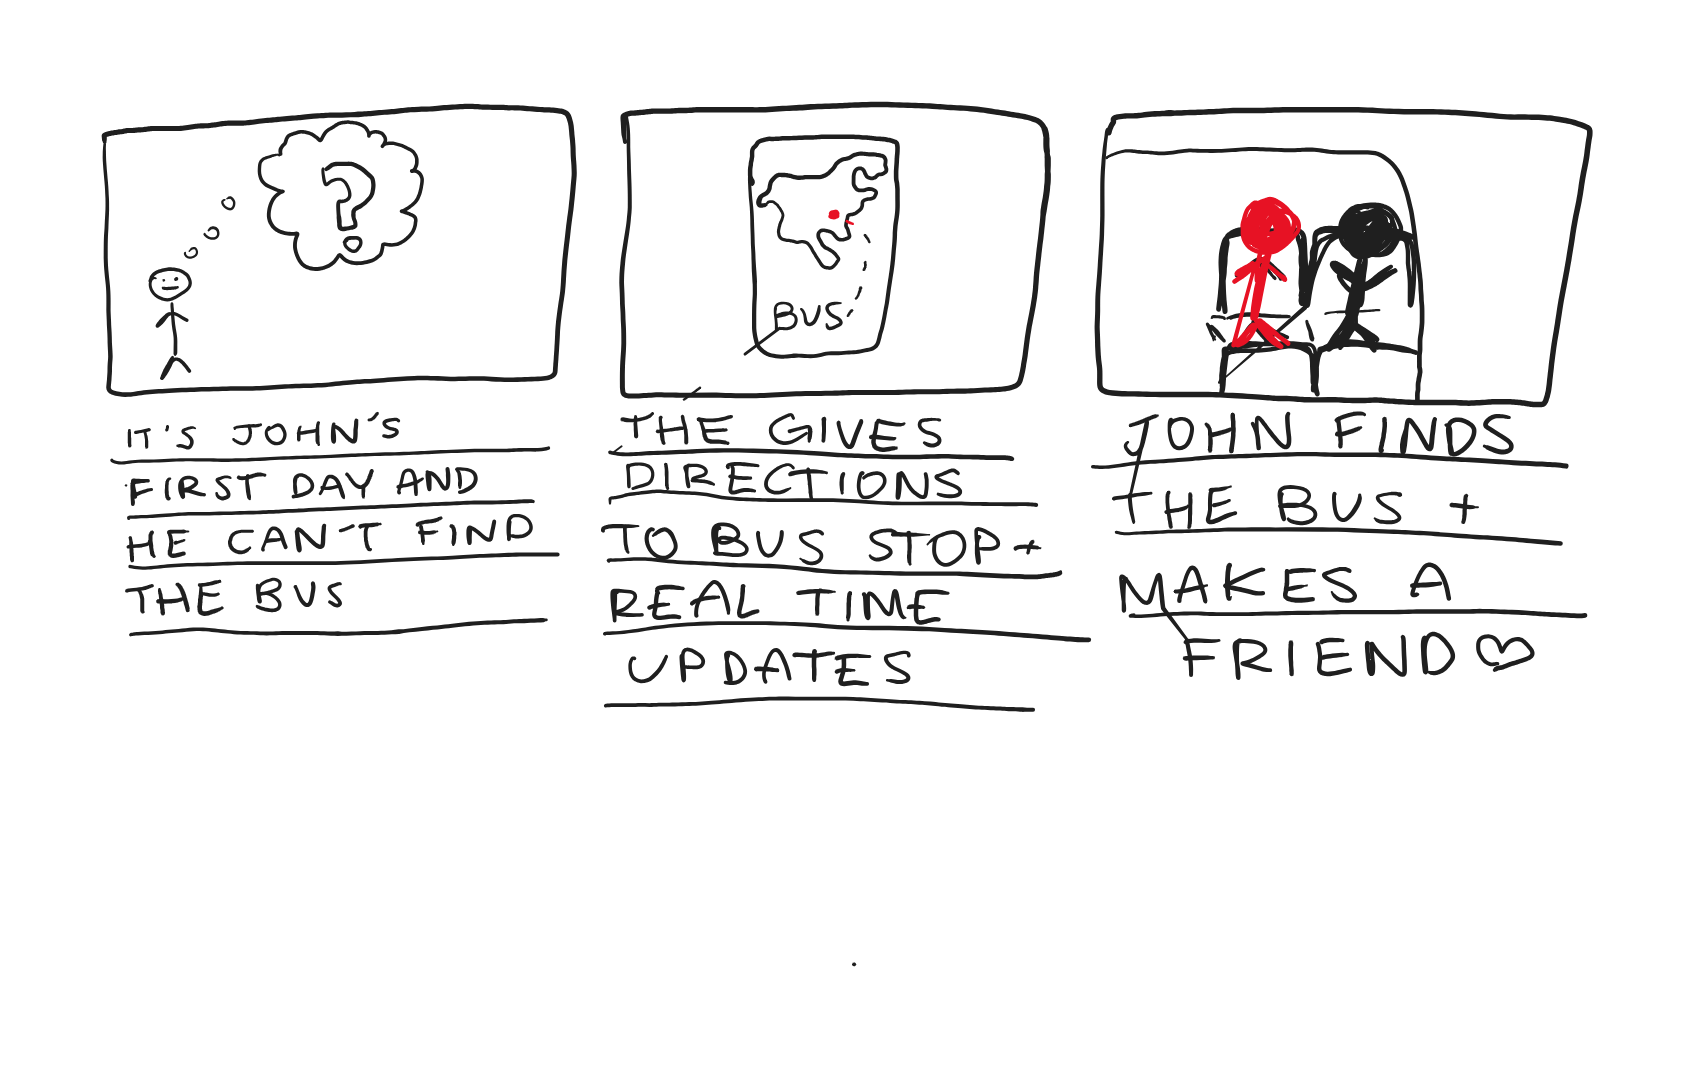 ?
BUS
IT'S JOHN'S
FIRST DAY AND
HE CAN'T FIND
THE BUS
THE GIVES
DIRECTIONS
TO BUS STOP +
REAL TIME
UPDATES
JOHN FINDS
THE BUS +
MAKES A
FRIEND ♡